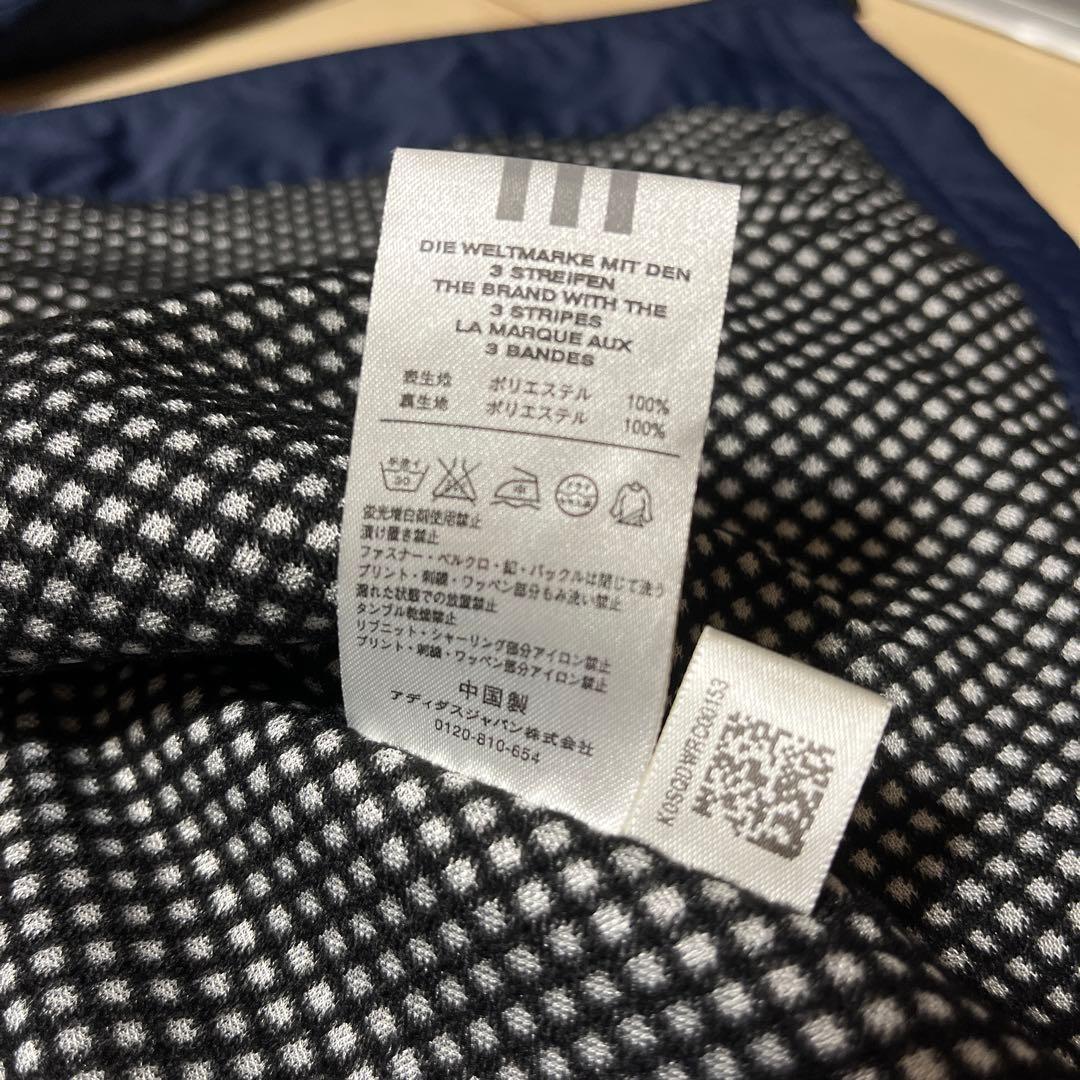 DIE WELTMARKE MIT DEN
3 STREIFEN
THE BRAND WITH THE
3 STRIPES
LA MARQUE AUX
3 BANDES
表生地 ポリエステル 100%
裏生地 ポリエステル 100%
手洗イ
30
中
蛍光増白剤使用禁止
漬け置き禁止
ファスナー・ベルクロ・釦・バックルは閉じて洗う
プリント・刺繍・ワッペン部分もみ洗い禁止
濡れた状態での放置禁止
タンブル乾燥禁止
リブニット・シャーリング部分アイロン禁止
プリント・刺繍・ワッペン部分アイロン禁止
中国製
アディダスジャパン株式会社
0120-810-654
K0SQDWRCQ00153